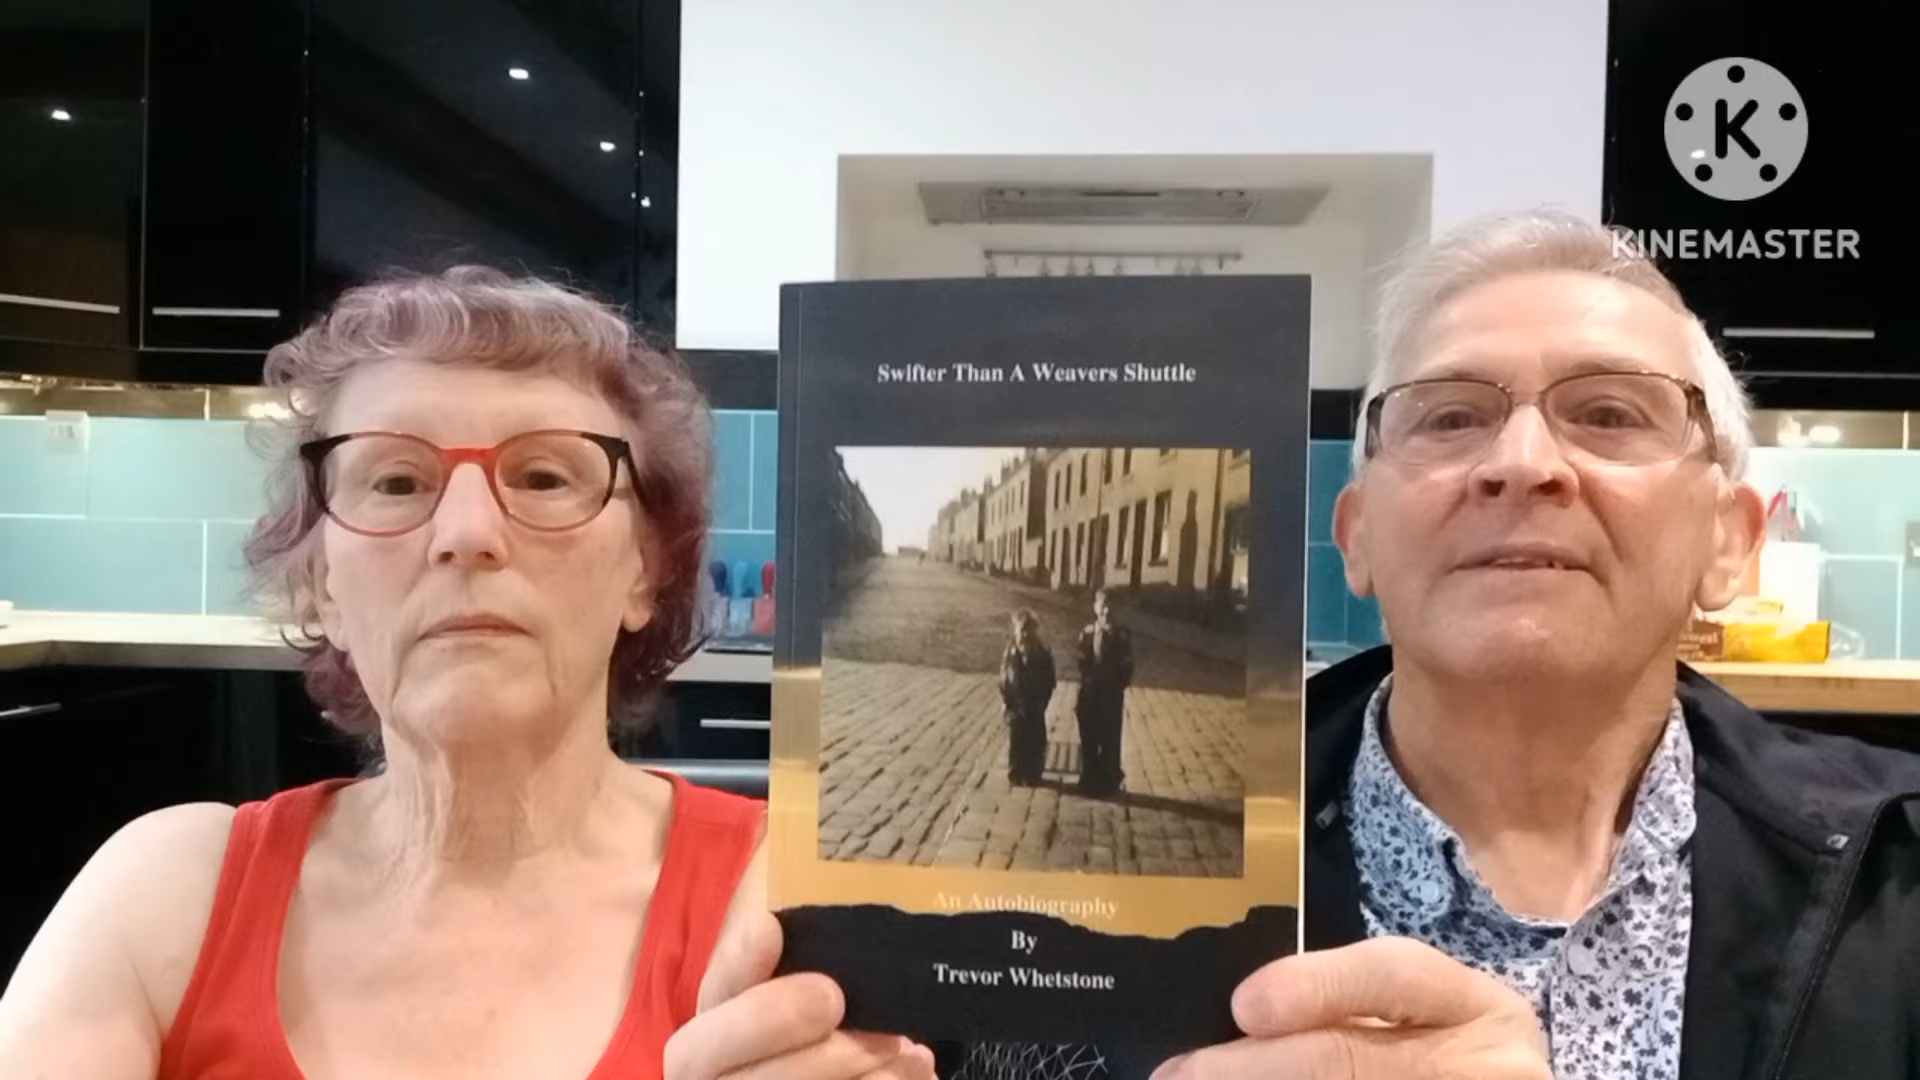 K
KINEMASTER
Swifter Than A Weavers Shuttle
An Autobiography
By
Trevor Whetstone